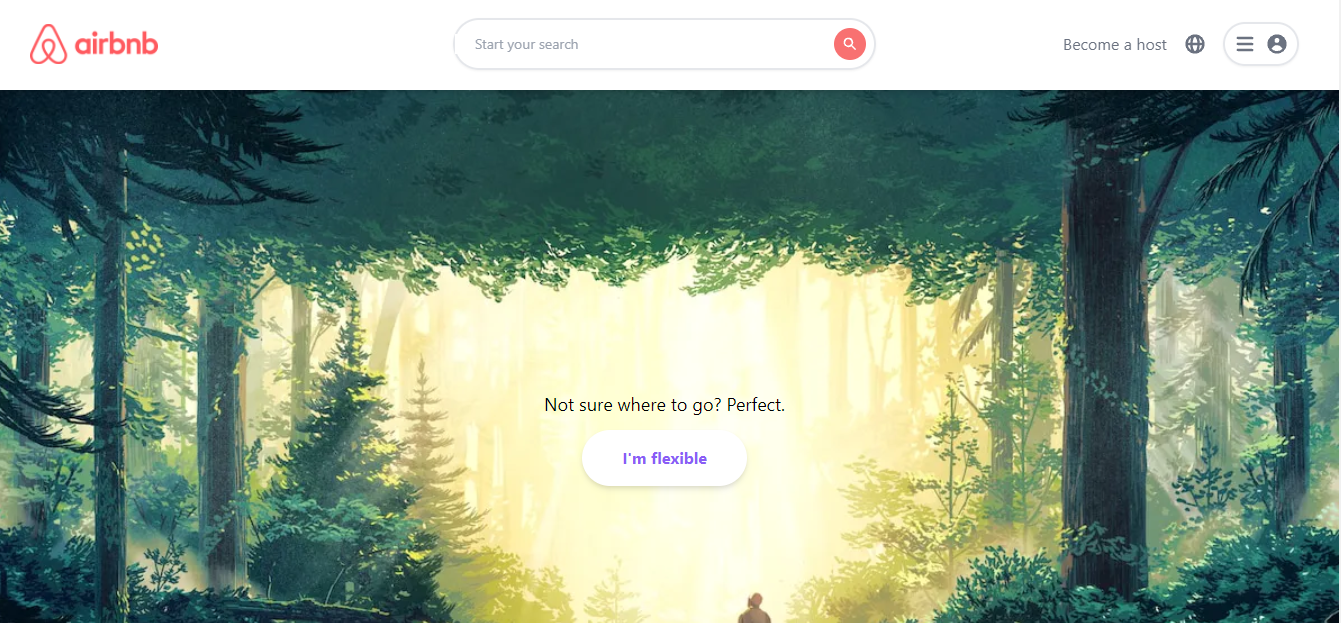 airbnb
Start your search
Become a host
Not sure where to go? Perfect.
I'm flexible